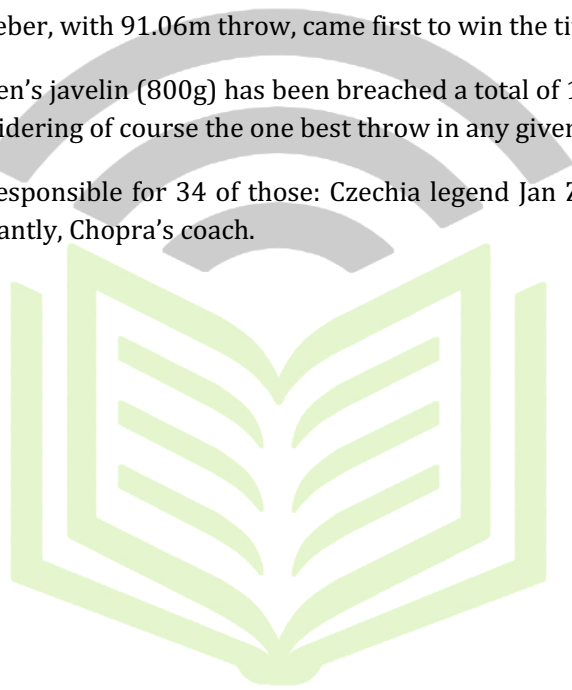 eber, with 91.06m throw, came first to win the ti
en's javelin (800g) has been breached a total of 1
idering of course the one best throw in any given
esponsible for 34 of those: Czechia legend Jan Z
antly, Chopra's coach.